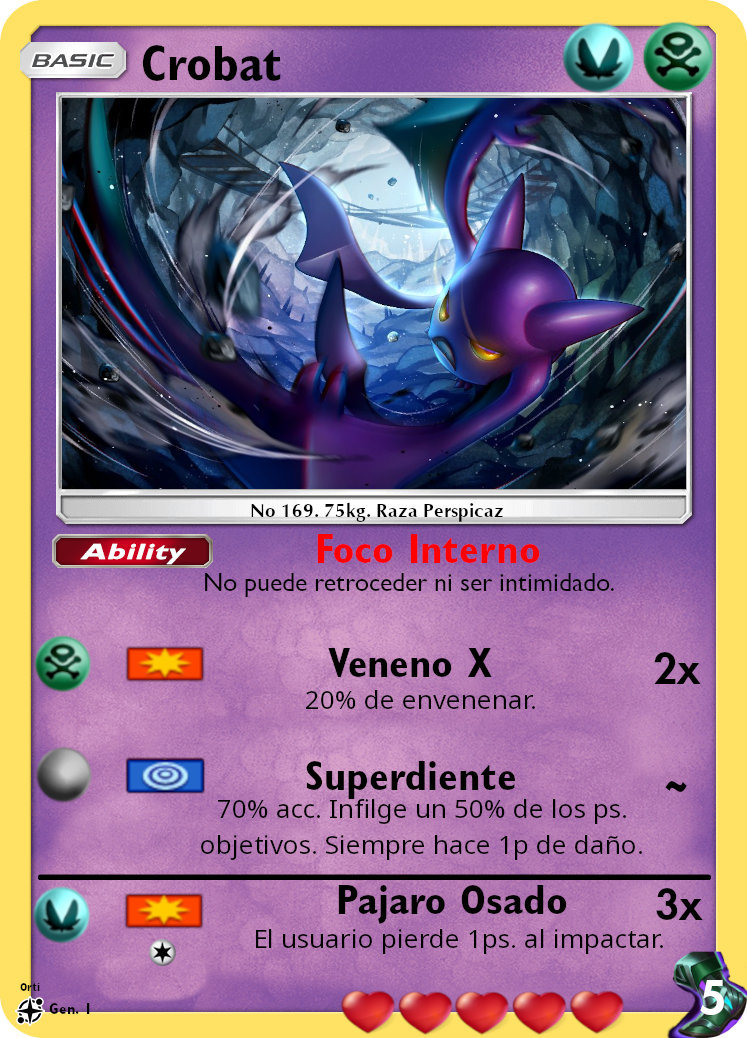 BASIC Crobat
No 169. 75kg. Raza Perspicaz
Ability Foco Interno
No puede retroceder ni ser intimidado.
Veneno X 2x
20% de envenenar.
Superdiente ~
70% acc. Infilge un 50% de los ps.
objetivos. Siempre hace 1p de daño.
Pajaro Osado 3x
El usuario pierde 1ps. al impactar.
Orti
Gen. 1
5